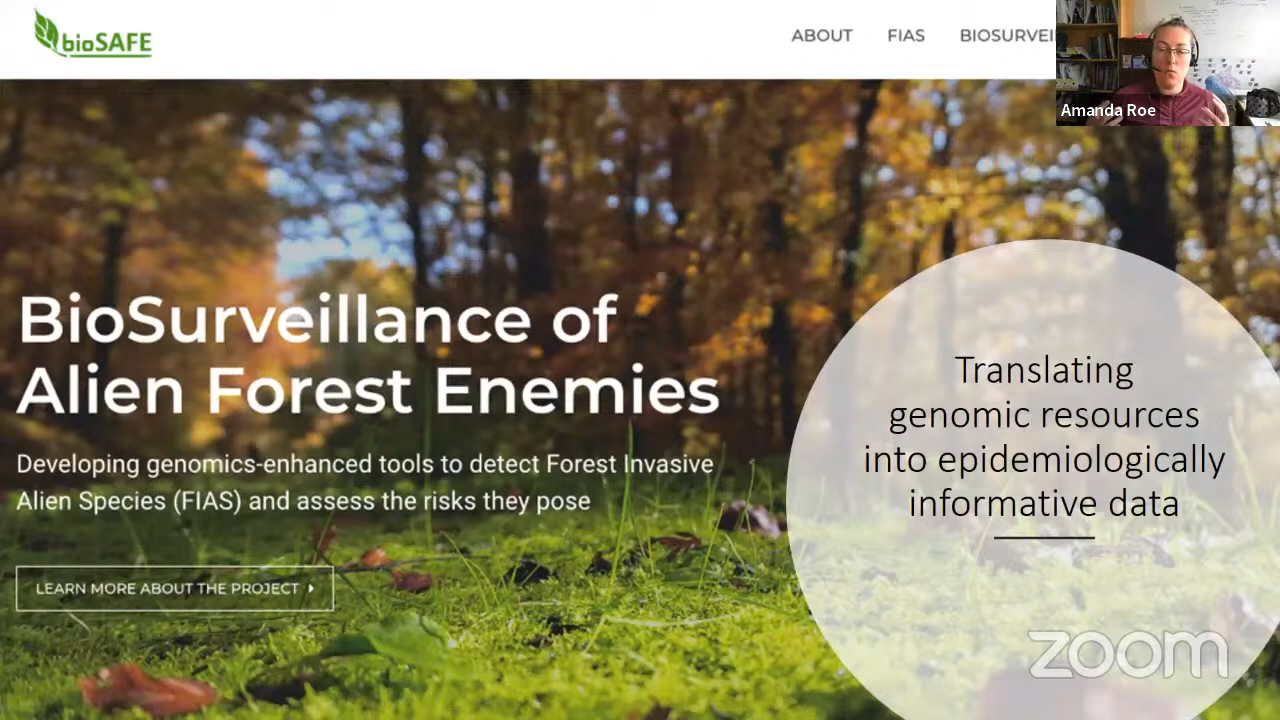 bioSAFE
ABOUT FIAS
Amanda Roe
BioSurveillance of
Alien Forest Enemies
Developing genomics-enhanced tools to detect Forest Invasive
Alien Species (FIAS) and assess the risks they pose
LEARN MORE ABOUT THE PROJECT
Translating
genomic resources
into epidemiologically
informative data
zoom